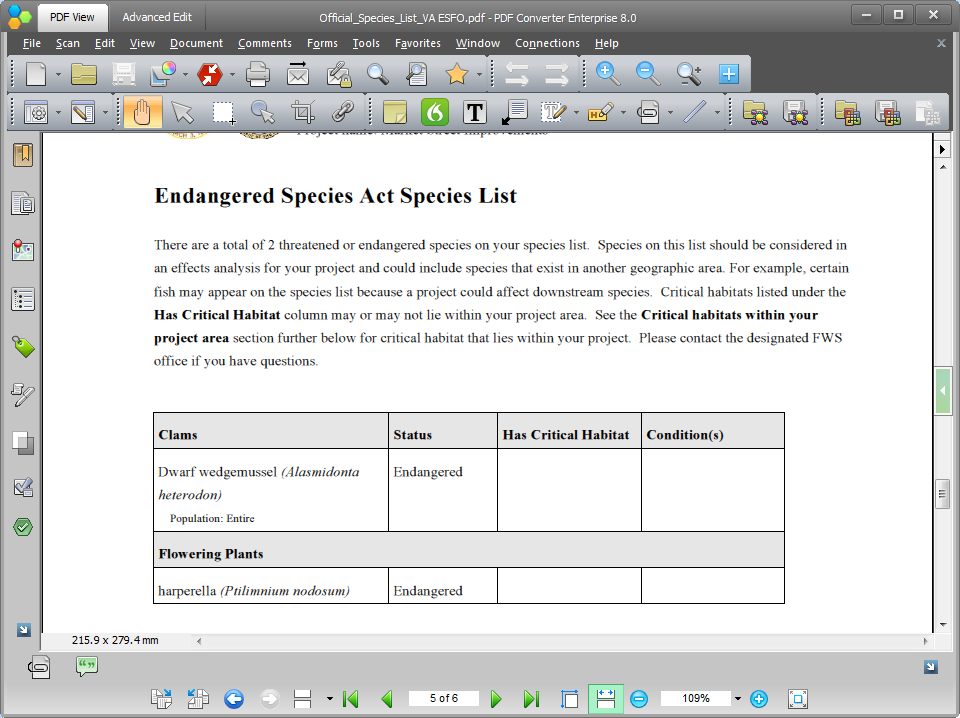 PDF View
Advanced Edit
Official_Species_List_VA ESFO.pdf - PDF Converter Enterprise 8.0
File Scan Edit View Document Comments Forms Tools Favorites Window Connections Help
Project name: Market Street Improvements
Endangered Species Act Species List
There are a total of 2 threatened or endangered species on your species list. Species on this list should be considered in
an effects analysis for your project and could include species that exist in another geographic area. For example, certain
fish may appear on the species list because a project could affect downstream species. Critical habitats listed under the
Has Critical Habitat column may or may not lie within your project area. See the Critical habitats within your
project area section further below for critical habitat that lies within your project. Please contact the designated FWS
office if you have questions.
Clams Status Has Critical Habitat Condition(s)
Dwarf wedgemussel (Alasmidonta Endangered
heterodon)
Population: Entire
Flowering Plants
harperella (Ptilimnium nodosum) Endangered
215.9 x 279.4 mm
5 of 6
109%